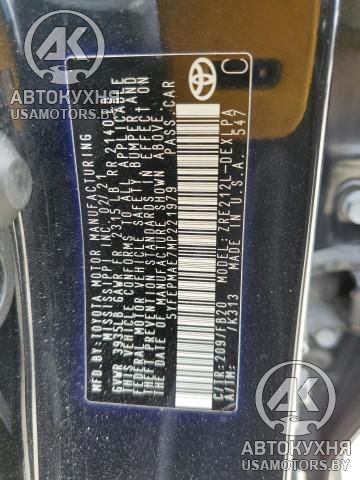 АВТОКУХНЯ
USAMOTORS.BY
MFD.BY: TOYOTA MOTOR MANUFACTURING
MISSISSIPPI INC. 02/21
GVWR 3935LB GAWR FR 2315 LB RR 2140LB
THIS VEHICLE CONFORMS TO ALL APPLICABLE
FEDERAL MOTOR VEHICLE SAFETY, BUMPER, AND
THEFT PREVENTION STANDARDS IN EFFECT ON
THE DATE OF MANUFACTURE SHOWN ABOVE.
5YFEPMAE7MP221979 PASS. CAR
C/TR: 209/FB20 MODEL: ZRE212L-DEXLPA
A/TM: /K313 U.S.A. 547
TOYOTA
C
АВТОКУХНЯ
USAMOTORS.BY